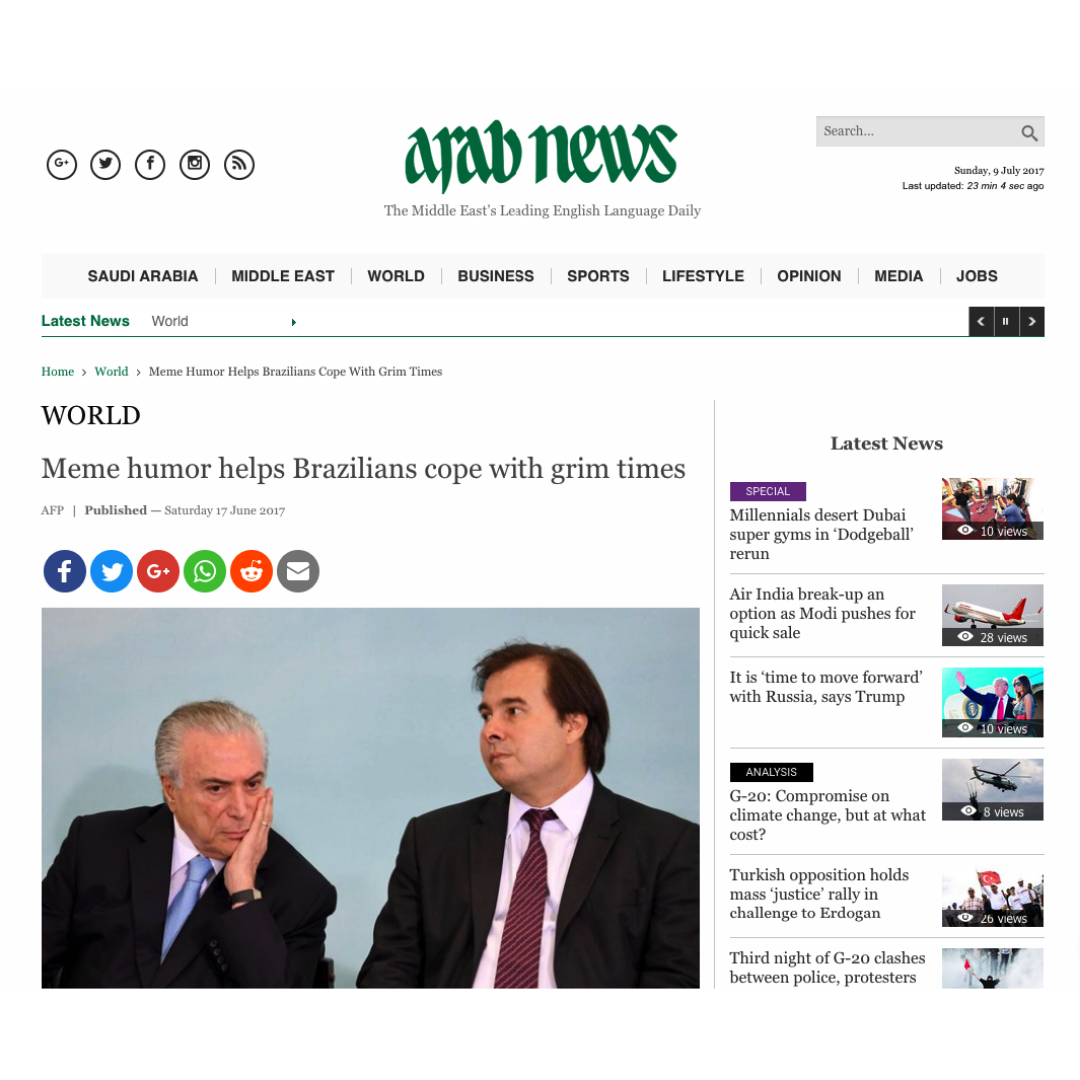 arab news
The Middle East's Leading English Language Daily
Search...
Sunday, 9 July 2017
Last updated: 23 min 4 sec ago
SAUDI ARABIA
MIDDLE EAST
WORLD
BUSINESS
SPORTS
LIFESTYLE
OPINION
MEDIA
JOBS
Latest News World
Home › World › Meme Humor Helps Brazilians Cope With Grim Times
WORLD
Meme humor helps Brazilians cope with grim times
AFP | Published — Saturday 17 June 2017
G+
Latest News
SPECIAL
Millennials desert Dubai
super gyms in ‘Dodgeball’
rerun
10 views
Air India break-up an
option as Modi pushes for
quick sale
28 views
It is ‘time to move forward’
with Russia, says Trump
10 views
ANALYSIS
G-20: Compromise on
climate change, but at what
cost?
8 views
Turkish opposition holds
mass ‘justice’ rally in
challenge to Erdogan
26 views
Third night of G-20 clashes
between police, protesters